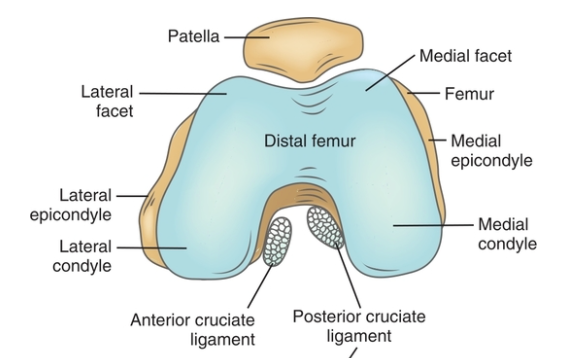 Patella
Medial facet
Lateral
facet
Femur
Distal femur
Medial
epicondyle
Lateral
epicondyle
Medial
condyle
Lateral
condyle
Anterior cruciate
ligament
Posterior cruciate
ligament